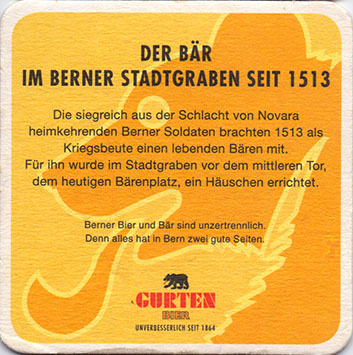 DER BÄR
IM BERNER STADTGRABEN SEIT 1513
Die siegreich aus der Schlacht von Novara
heimkehrenden Berner Soldaten brachten 1513 als
Kriegsbeute einen lebenden Bären mit.
Für ihn wurde im Stadtgraben vor dem mittleren Tor,
dem heutigen Bärenplatz, ein Häuschen errichtet.
Berner Bier und Bär sind unzertrennlich.
Denn alles hat in Bern zwei gute Seiten.
GURTEN
BIER
UNVERBESSERLICH SEIT 1864